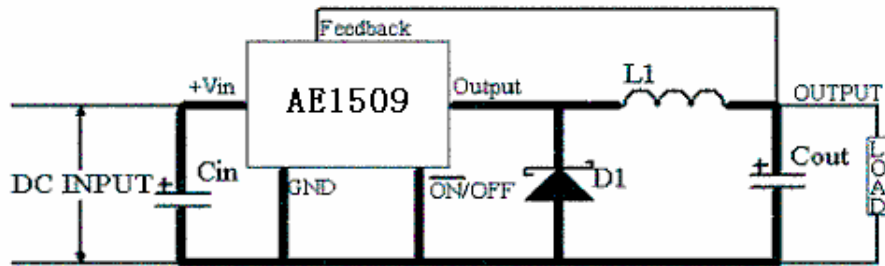 Feedback
+Vin
AE1509
Output
L1
OUTPUT
DC INPUT
+
Cin
GND
ON/OFF
D1
+
Cout
LOAD